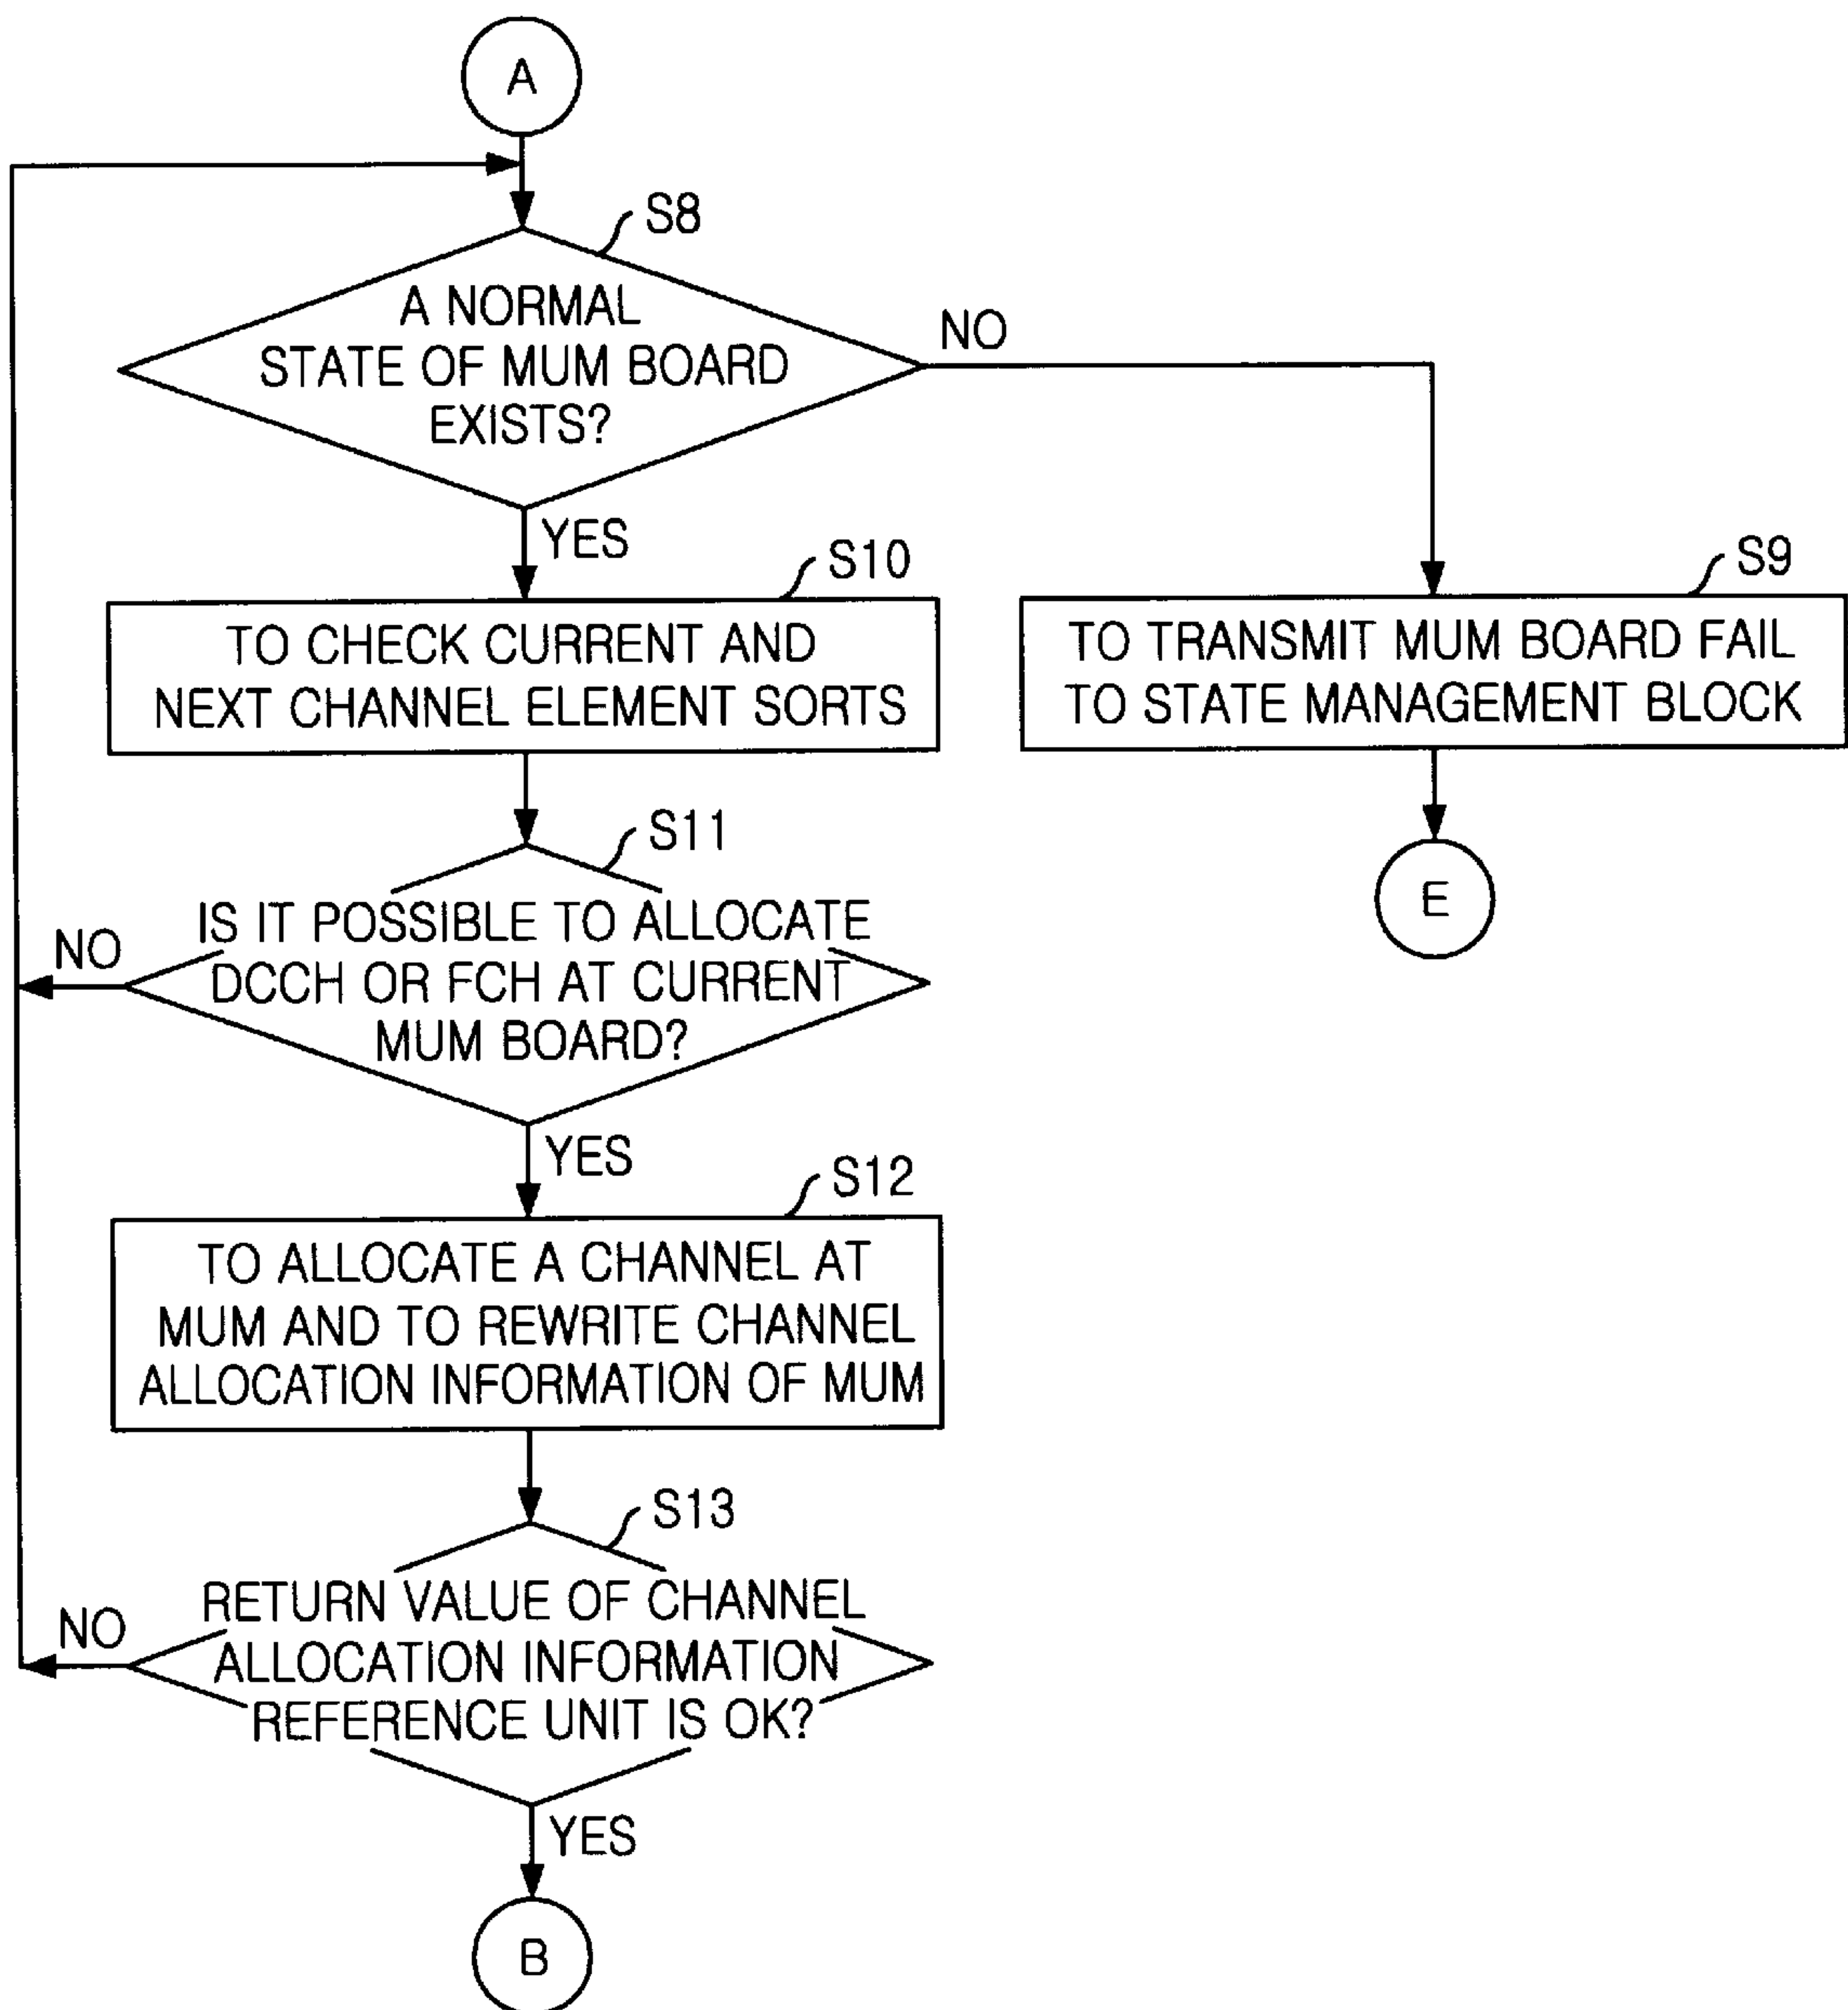 A
S8
A NORMAL
STATE OF MUM BOARD
EXISTS?
NO
YES
S10
TO CHECK CURRENT AND
NEXT CHANNEL ELEMENT SORTS
S9
TO TRANSMIT MUM BOARD FAIL
TO STATE MANAGEMENT BLOCK
E
S11
IS IT POSSIBLE TO ALLOCATE
DCCH OR FCH AT CURRENT
MUM BOARD?
NO
YES
S12
TO ALLOCATE A CHANNEL AT
MUM AND TO REWRITE CHANNEL
ALLOCATION INFORMATION OF MUM
S13
RETURN VALUE OF CHANNEL
ALLOCATION INFORMATION
REFERENCE UNIT IS OK?
NO
YES
B